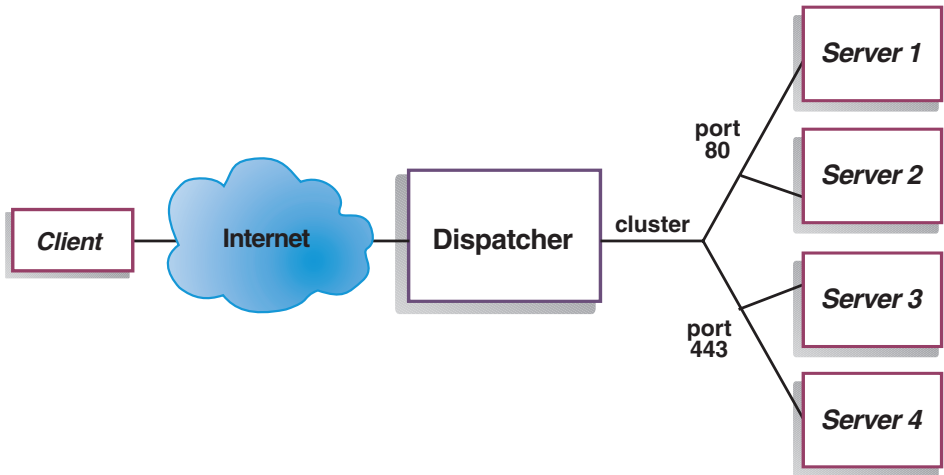 Client
Internet
Dispatcher
cluster
port
80
port
443
Server 1
Server 2
Server 3
Server 4